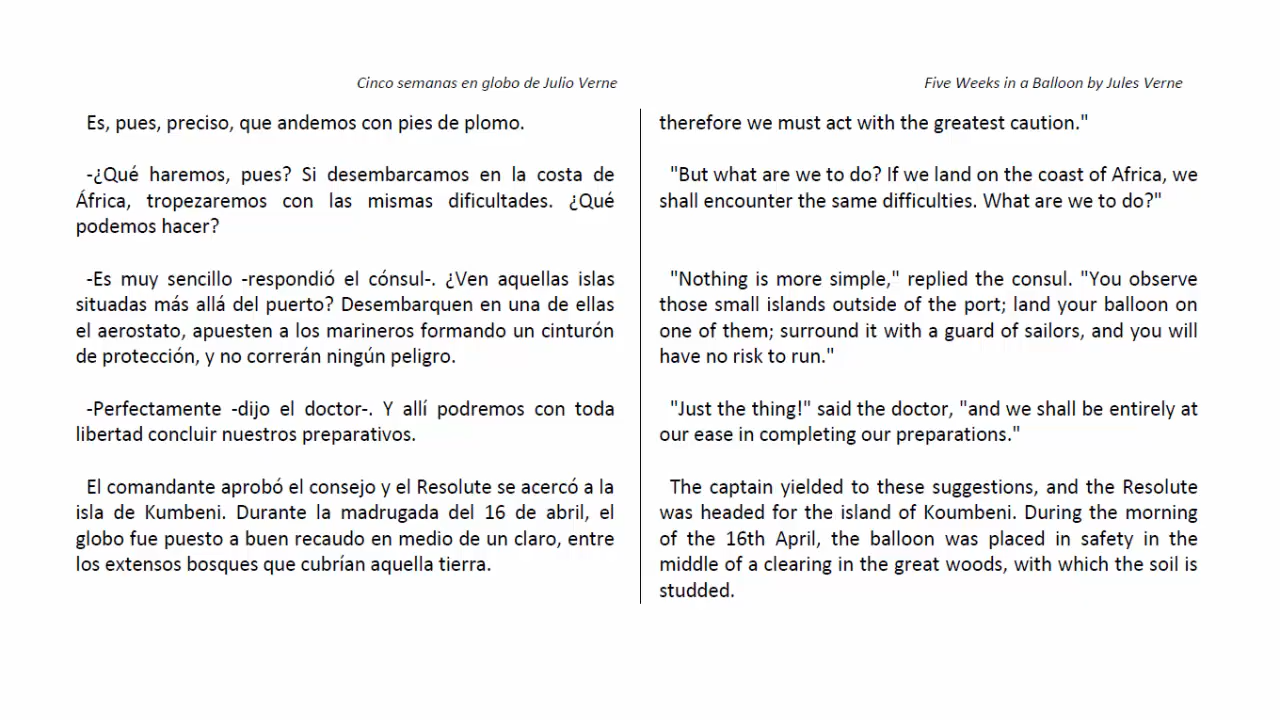 Cinco semanas en globo de Julio Verne
Es, pues, preciso, que andemos con pies de plomo.
-¿Qué haremos, pues? Si desembarcamos en la costa de
África, tropezaremos con las mismas dificultades. ¿Qué
podemos hacer?
-Es muy sencillo -respondió el cónsul-. ¿Ven aquellas islas
situadas más allá del puerto? Desembarquen en una de ellas
el aerostato, apuesten a los marineros formando un cinturón
de protección, y no correrán ningún peligro.
-Perfectamente -dijo el doctor-. Y allí podremos con toda
libertad concluir nuestros preparativos.
El comandante aprobó el consejo y el Resolute se acercó a la
isla de Kumbeni. Durante la madrugada del 16 de abril, el
globo fue puesto a buen recaudo en medio de un claro, entre
los extensos bosques que cubrían aquella tierra.
Five Weeks in a Balloon by Jules Verne
therefore we must act with the greatest caution."
"But what are we to do? If we land on the coast of Africa, we
shall encounter the same difficulties. What are we to do?"
"Nothing is more simple," replied the consul. "You observe
those small islands outside of the port; land your balloon on
one of them; surround it with a guard of sailors, and you will
have no risk to run."
"Just the thing!" said the doctor, "and we shall be entirely at
our ease in completing our preparations."
The captain yielded to these suggestions, and the Resolute
was headed for the island of Koumbeni. During the morning
of the 16th April, the balloon was placed in safety in the
middle of a clearing in the great woods, with which the soil is
studded.